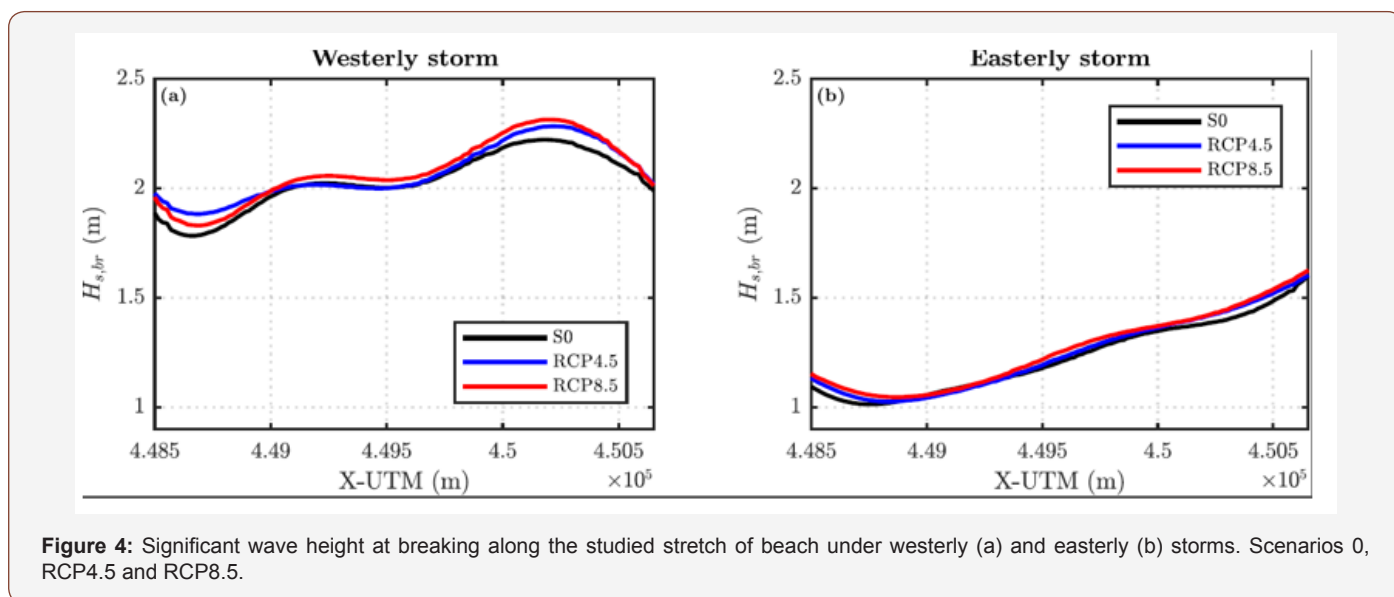 Westerly storm
(a)
2.5
2
1.5
1
H_{s,br} (m)
S0
RCP4.5
RCP8.5
4.485 4.49 4.495 4.5 4.505
X-UTM (m) ×10^5
Easterly storm
(b)
2.5
2
1.5
1
H_{s,br} (m)
S0
RCP4.5
RCP8.5
4.485 4.49 4.495 4.5 4.505
X-UTM (m) ×10^5
Figure 4: Significant wave height at breaking along the studied stretch of beach under westerly (a) and easterly (b) storms. Scenarios 0,
RCP4.5 and RCP8.5.